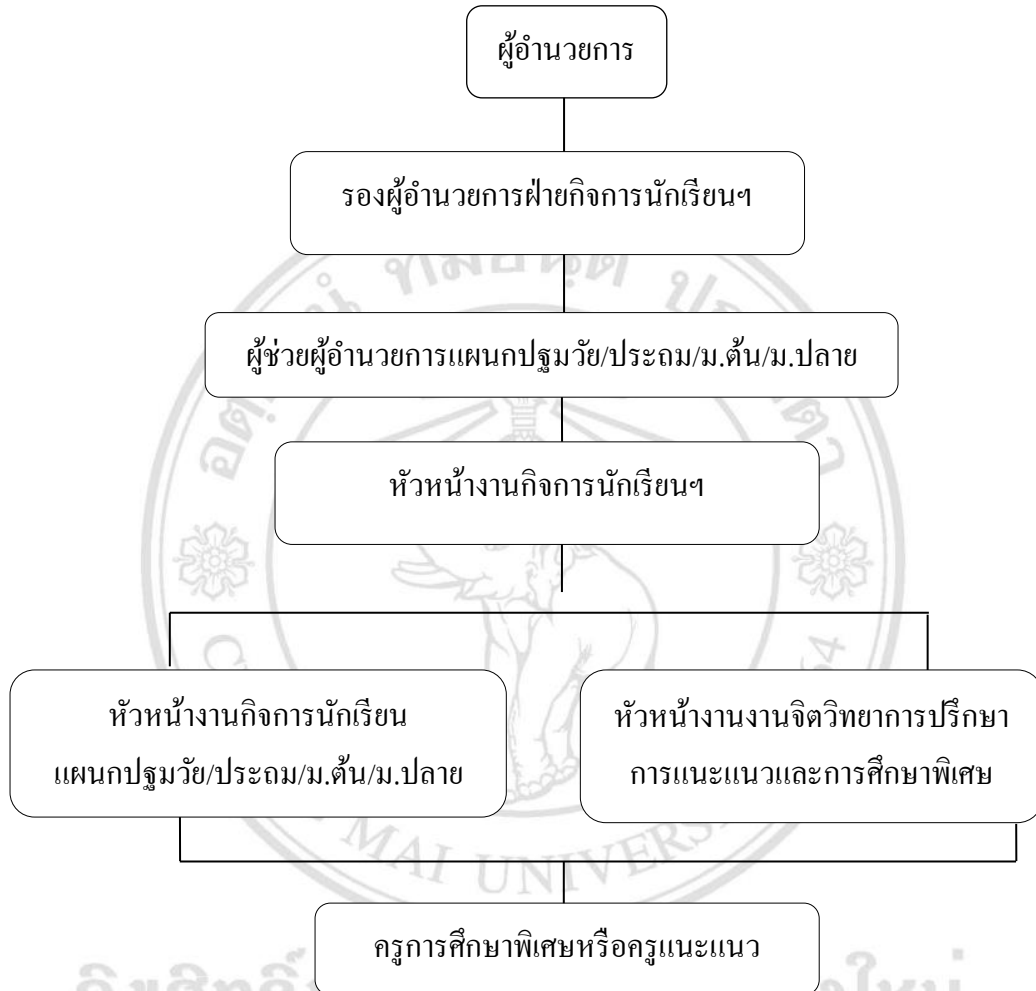 ผู้อำนวยการ
รองผู้อำนวยการฝ่ายกิจการนักเรียนฯ
ผู้ช่วยผู้อำนวยการแผนกปฐมวัย/ประถม/ม.ต้น/ม.ปลาย
หัวหน้างานกิจการนักเรียนฯ
หัวหน้างานกิจการนักเรียน
แผนกปฐมวัย/ประถม/ม.ต้น/ม.ปลาย
หัวหน้างานงานจิตวิทยาการปรึกษา
การแนะแนวและการศึกษาพิเศษ
MAI UNIVERS
ครูการศึกษาพิเศษหรือครูแนะแนว